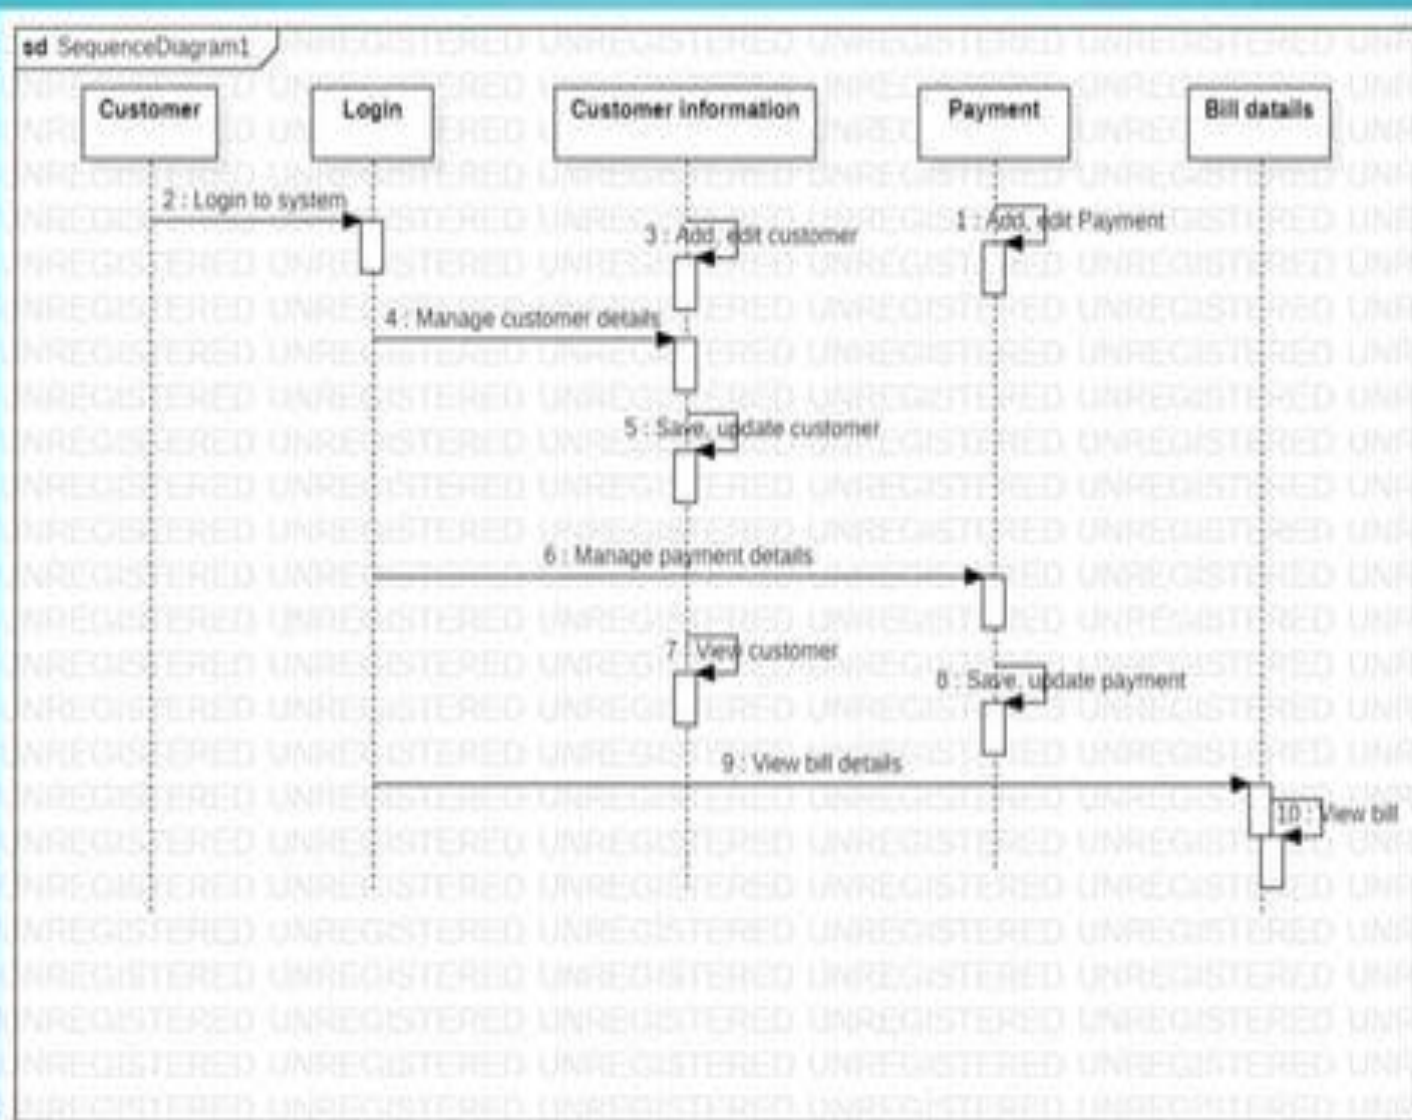 sd SequenceDiagram1
Customer
Login
Customer information
Payment
Bill datails
2 : Login to system
1 : Add, edit Payment
3 : Add, edit customer
4 : Manage customer details
5 : Save, update customer
6 : Manage payment details
7 : View customer
8 : Save, update payment
9 : View bill details
10 : View bill
UNREGISTERED